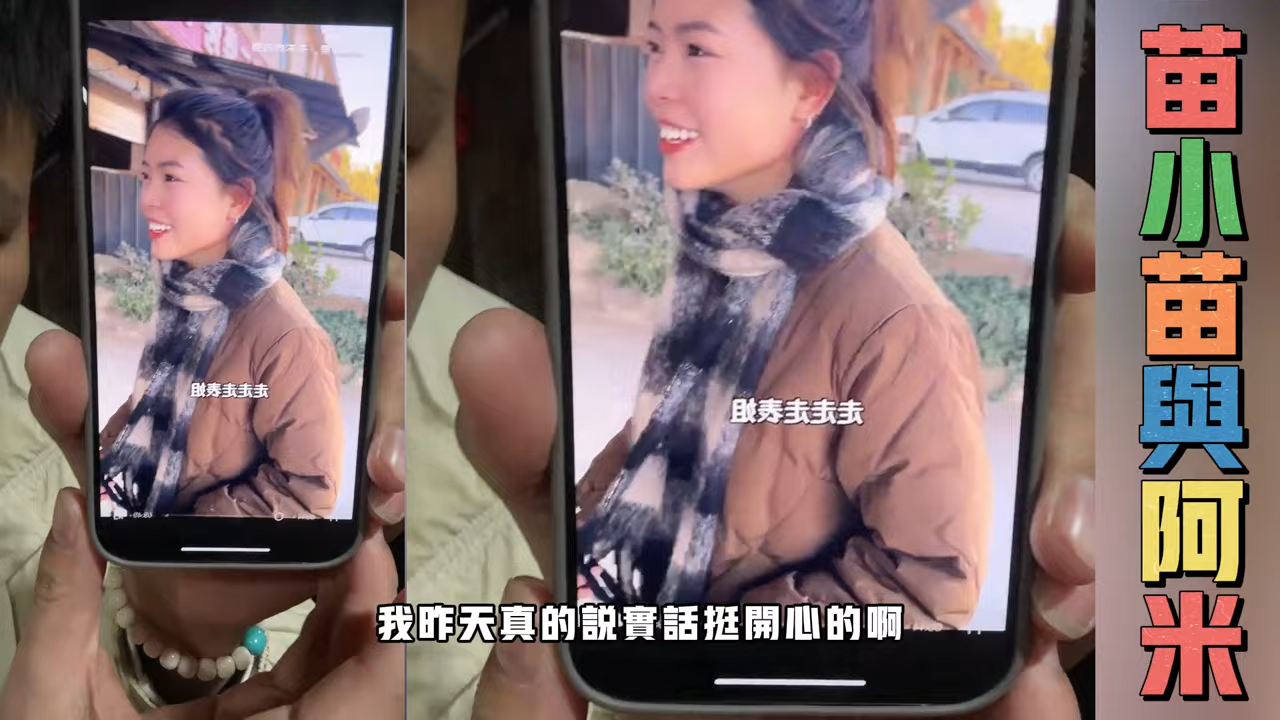 走走走表姐
走走走表姐
我昨天真的説實話挺開心的啊
苗小苗與阿米